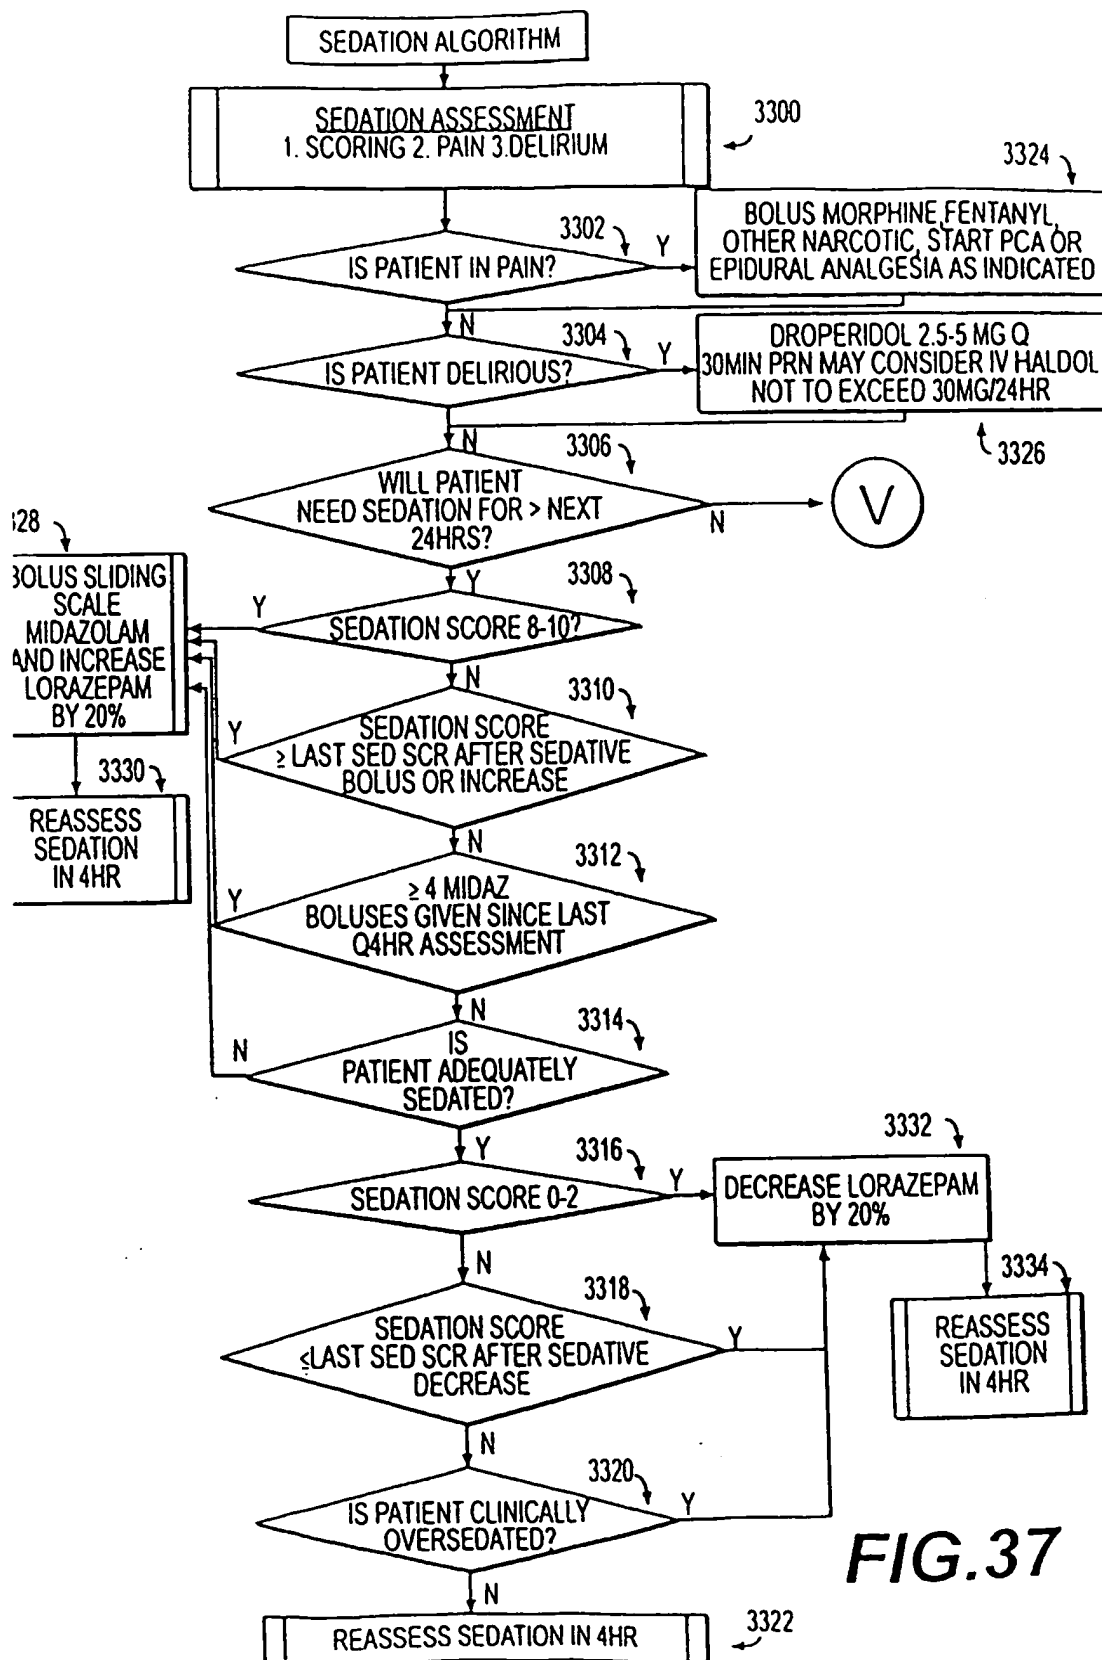 SEDATION ALGORITHM
SEDATION ASSESSMENT
1. SCORING 2. PAIN 3.DELIRIUM
3300
3324
BOLUS MORPHINE,FENTANYL,
OTHER NARCOTIC, START PCA OR
EPIDURAL ANALGESIA AS INDICATED
3302
IS PATIENT IN PAIN?
Y
N
3304
IS PATIENT DELIRIOUS?
Y
DROPERIDOL 2.5-5 MG Q
30MIN PRN MAY CONSIDER IV HALDOL
NOT TO EXCEED 30MG/24HR
3326
N
3306
WILL PATIENT
NEED SEDATION FOR > NEXT
24HRS?
N
V
Y
328
BOLUS SLIDING
SCALE
MIDAZOLAM
AND INCREASE
LORAZEPAM
BY 20%
3308
SEDATION SCORE 8-10?
Y
N
3310
SEDATION SCORE
≥ LAST SED SCR AFTER SEDATIVE
BOLUS OR INCREASE
Y
N
3330
REASSESS
SEDATION
IN 4HR
3312
≥ 4 MIDAZ
BOLUSES GIVEN SINCE LAST
Q4HR ASSESSMENT
Y
N
3314
IS
PATIENT ADEQUATELY
SEDATED?
N
Y
3316
SEDATION SCORE 0-2
Y
N
3332
DECREASE LORAZEPAM
BY 20%
3334
REASSESS
SEDATION
IN 4HR
3318
SEDATION SCORE
≤LAST SED SCR AFTER SEDATIVE
DECREASE
Y
N
3320
IS PATIENT CLINICALLY
OVERSEDATED?
Y
N
REASSESS SEDATION IN 4HR
3322
FIG.37